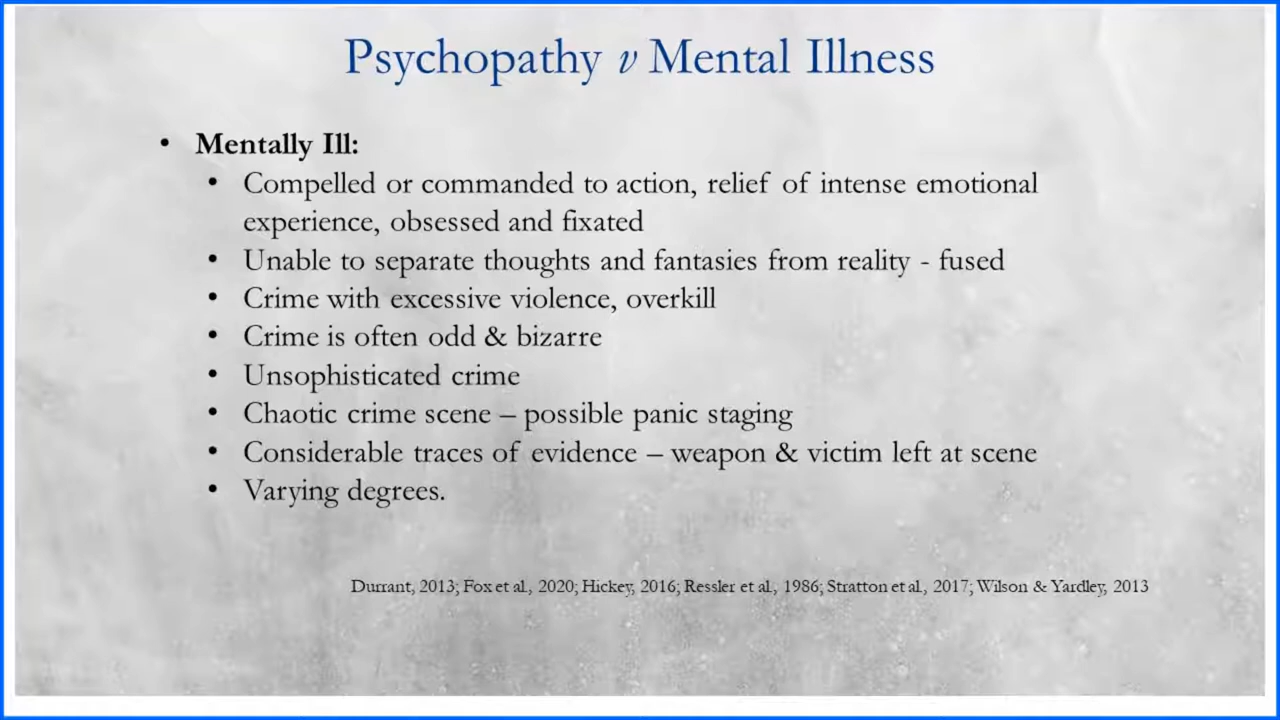 Psychopathy v Mental Illness
• Mentally Ill:
• Compelled or commanded to action, relief of intense emotional
experience, obsessed and fixated
• Unable to separate thoughts and fantasies from reality - fused
• Crime with excessive violence, overkill
• Crime is often odd & bizarre
• Unsophisticated crime
• Chaotic crime scene – possible panic staging
• Considerable traces of evidence – weapon & victim left at scene
• Varying degrees.
Durrant, 2013; Fox et al., 2020; Hickey, 2016; Ressler et al., 1986; Stratton et al., 2017; Wilson & Yardley, 2013